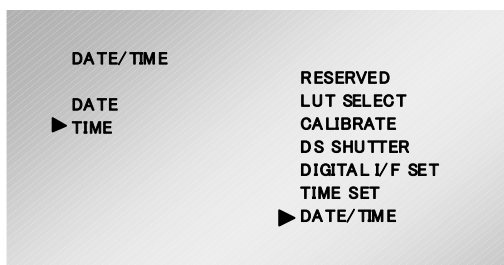 DATE/TIME
DATE
TIME
RESERVED
LUT SELECT
CALIBRATE
DS SHUTTER
DIGITAL I/F SET
TIME SET
DATE/TIME